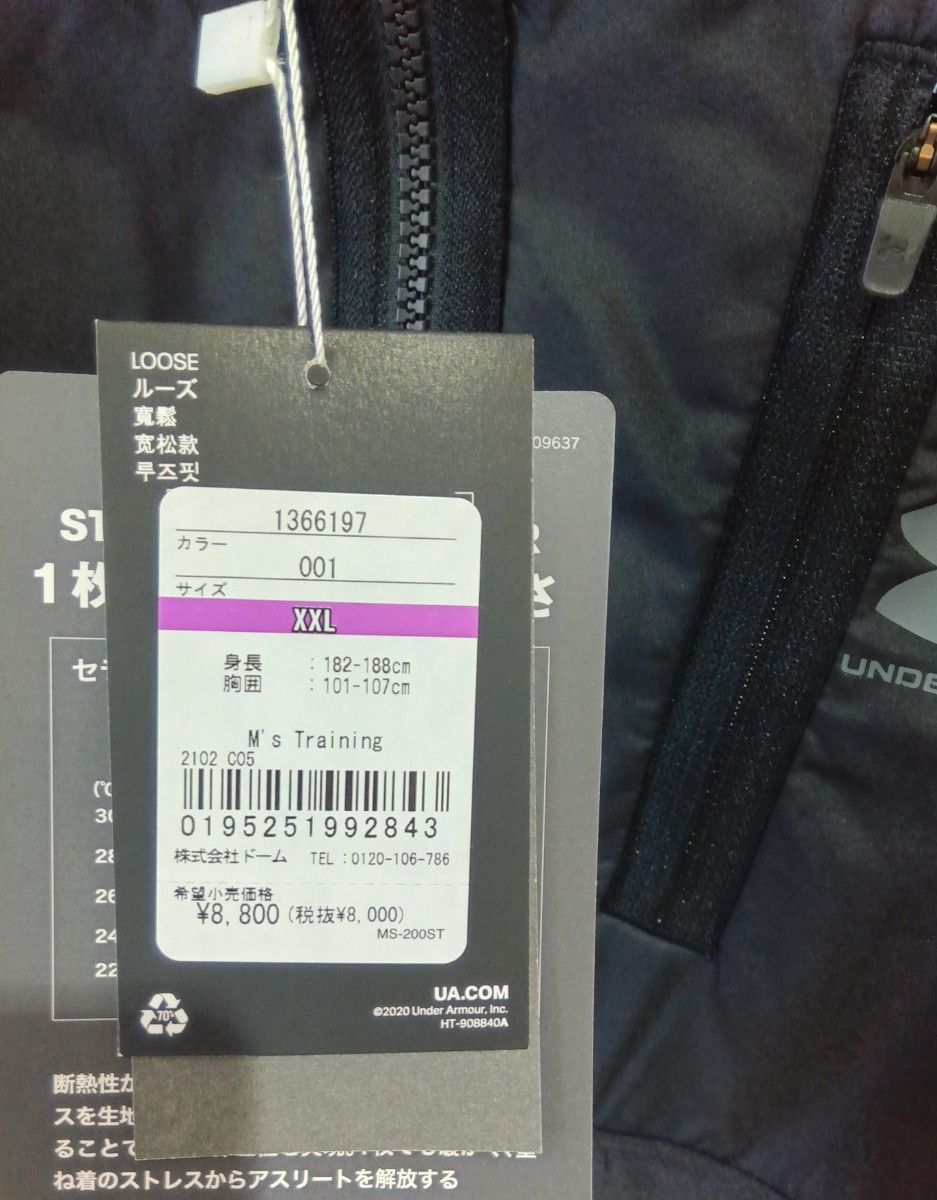 LOOSE
ルーズ
寬鬆
宽松款
루즈핏
09637
ST
R
1枚
さ
1366197
カラー
001
サイズ
XXL
身長 : 182-188cm
胸囲 : 101-107cm
M's Training
2102 C05
0195251992843
株式会社ドーム TEL:0120-106-786
希望小売価格
¥8,800(税抜¥8,000)
MS-200ST
UA.COM
©2020 Under Armour, Inc.
HT-908840A
70%
セラ
(℃
30
28
26
24
22
断熱性が
スを生地
ることで
ね着のストレスからアスリートを解放する
UNDE